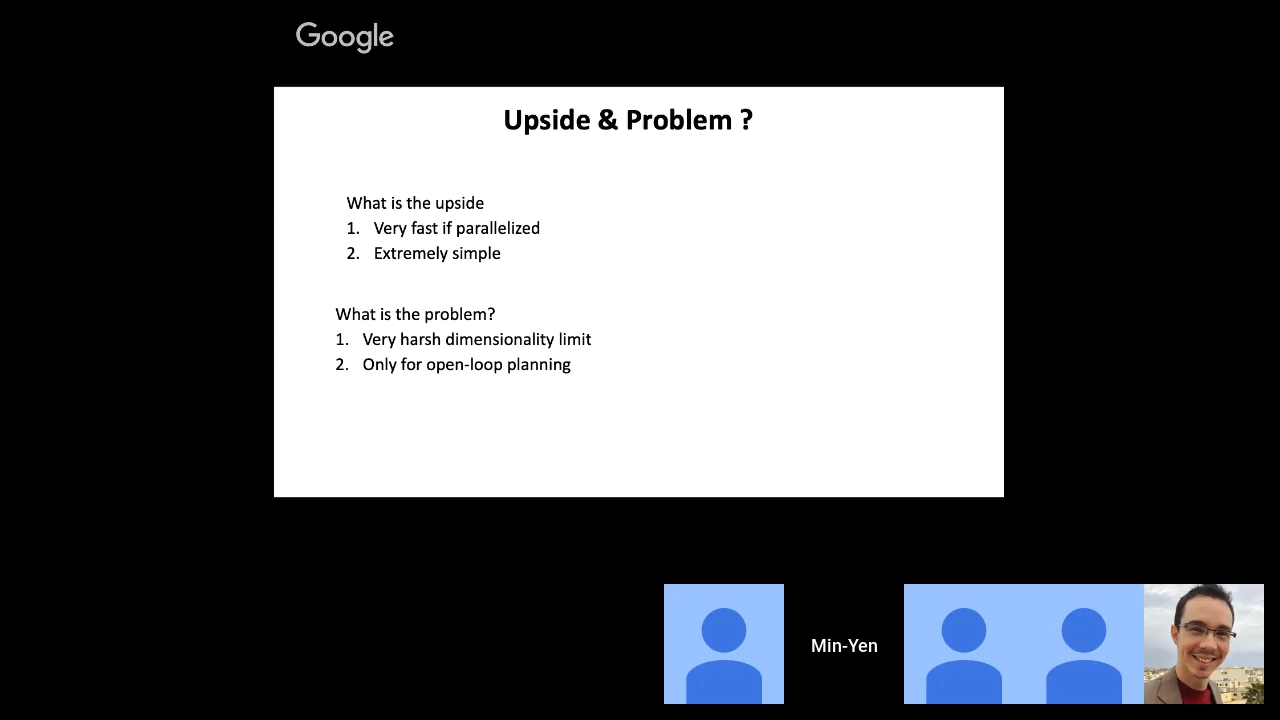 Google
Upside & Problem ?
What is the upside
1. Very fast if parallelized
2. Extremely simple
What is the problem?
1. Very harsh dimensionality limit
2. Only for open-loop planning
Min-Yen